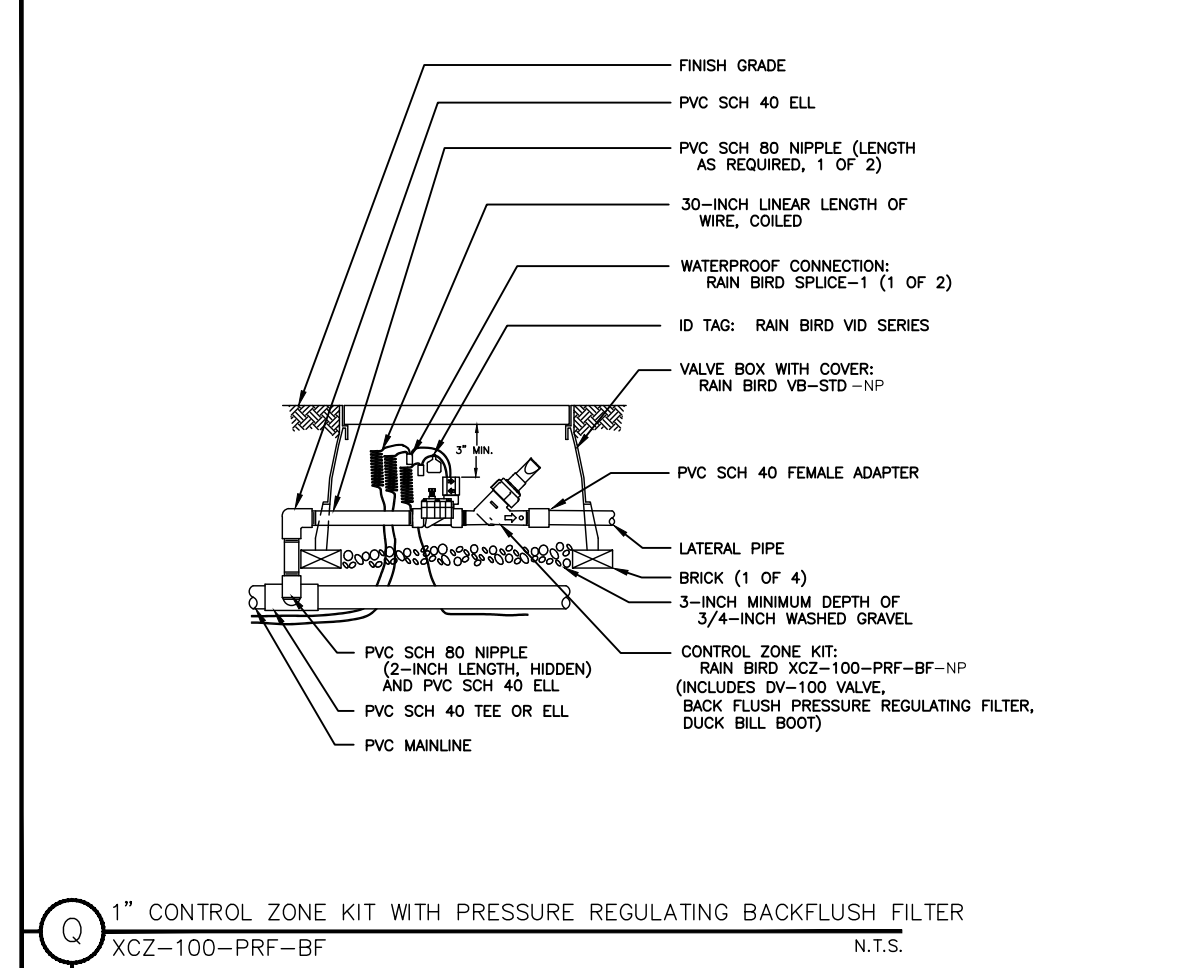 FINISH GRADE
PVC SCH 40 ELL
PVC SCH 80 NIPPLE (LENGTH
AS REQUIRED, 1 OF 2)
30-INCH LINEAR LENGTH OF
WIRE, COILED
WATERPROOF CONNECTION:
RAIN BIRD SPLICE-1 (1 OF 2)
ID TAG: RAIN BIRD VID SERIES
VALVE BOX WITH COVER:
RAIN BIRD VB-STD-NP
3" MIN.
PVC SCH 40 FEMALE ADAPTER
LATERAL PIPE
BRICK (1 OF 4)
3-INCH MINIMUM DEPTH OF
3/4-INCH WASHED GRAVEL
CONTROL ZONE KIT:
RAIN BIRD XCZ-100-PRF-BF-NP
(INCLUDES DV-100 VALVE,
BACK FLUSH PRESSURE REGULATING FILTER,
DUCK BILL BOOT)
PVC SCH 80 NIPPLE
(2-INCH LENGTH, HIDDEN)
AND PVC SCH 40 ELL
PVC SCH 40 TEE OR ELL
PVC MAINLINE
Q
1" CONTROL ZONE KIT WITH PRESSURE REGULATING BACKFLUSH FILTER
XCZ-100-PRF-BF
N.T.S.